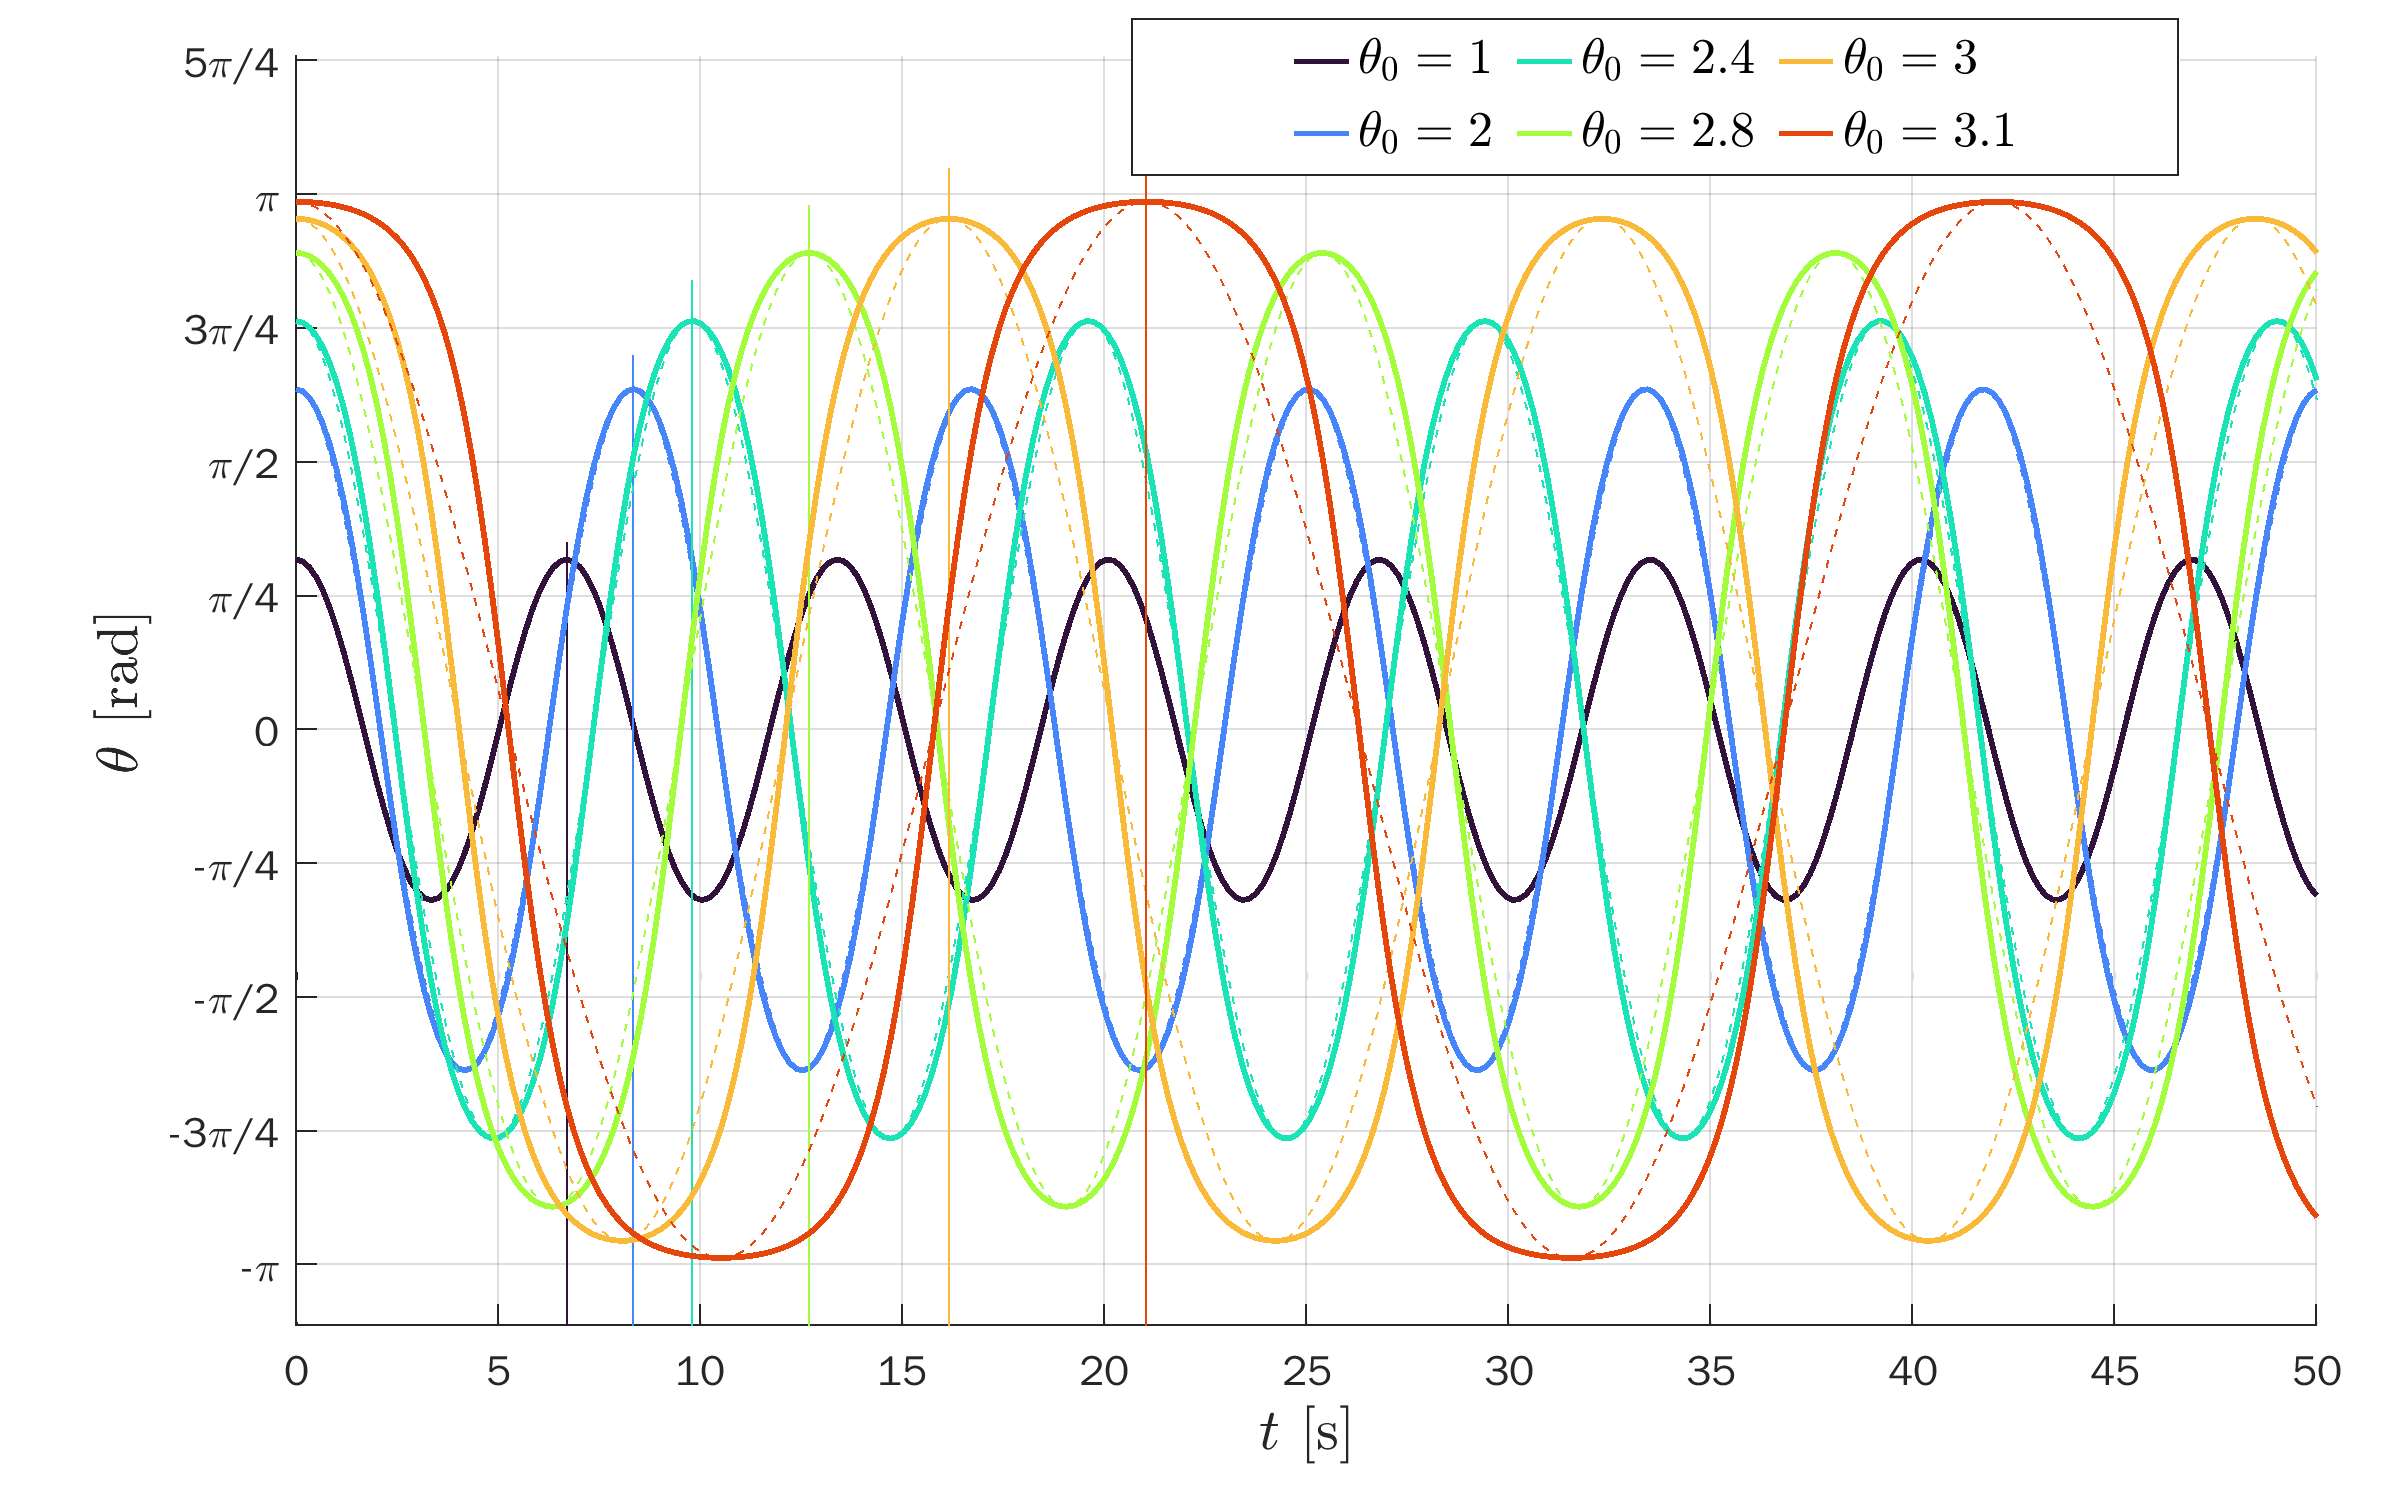 θ₀ = 1 θ₀ = 2.4 θ₀ = 3
θ₀ = 2 θ₀ = 2.8 θ₀ = 3.1
5π/4
π
3π/4
π/2
π/4
0
-π/4
-π/2
-3π/4
-π
θ [rad]
0 5 10 15 20 25 30 35 40 45 50
t [s]